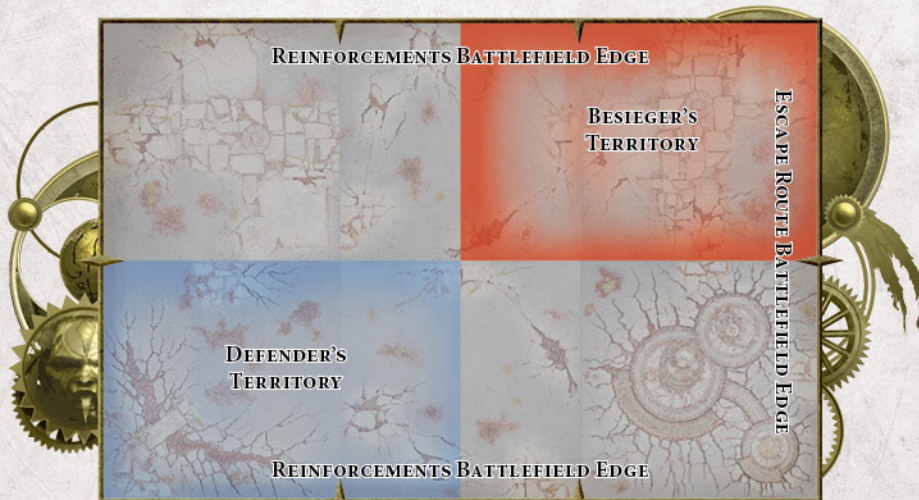 Reinforcements Battlefield Edge
Besieger's
Territory
Escape Route Battlefield Edge
Defender's
Territory
Reinforcements Battlefield Edge